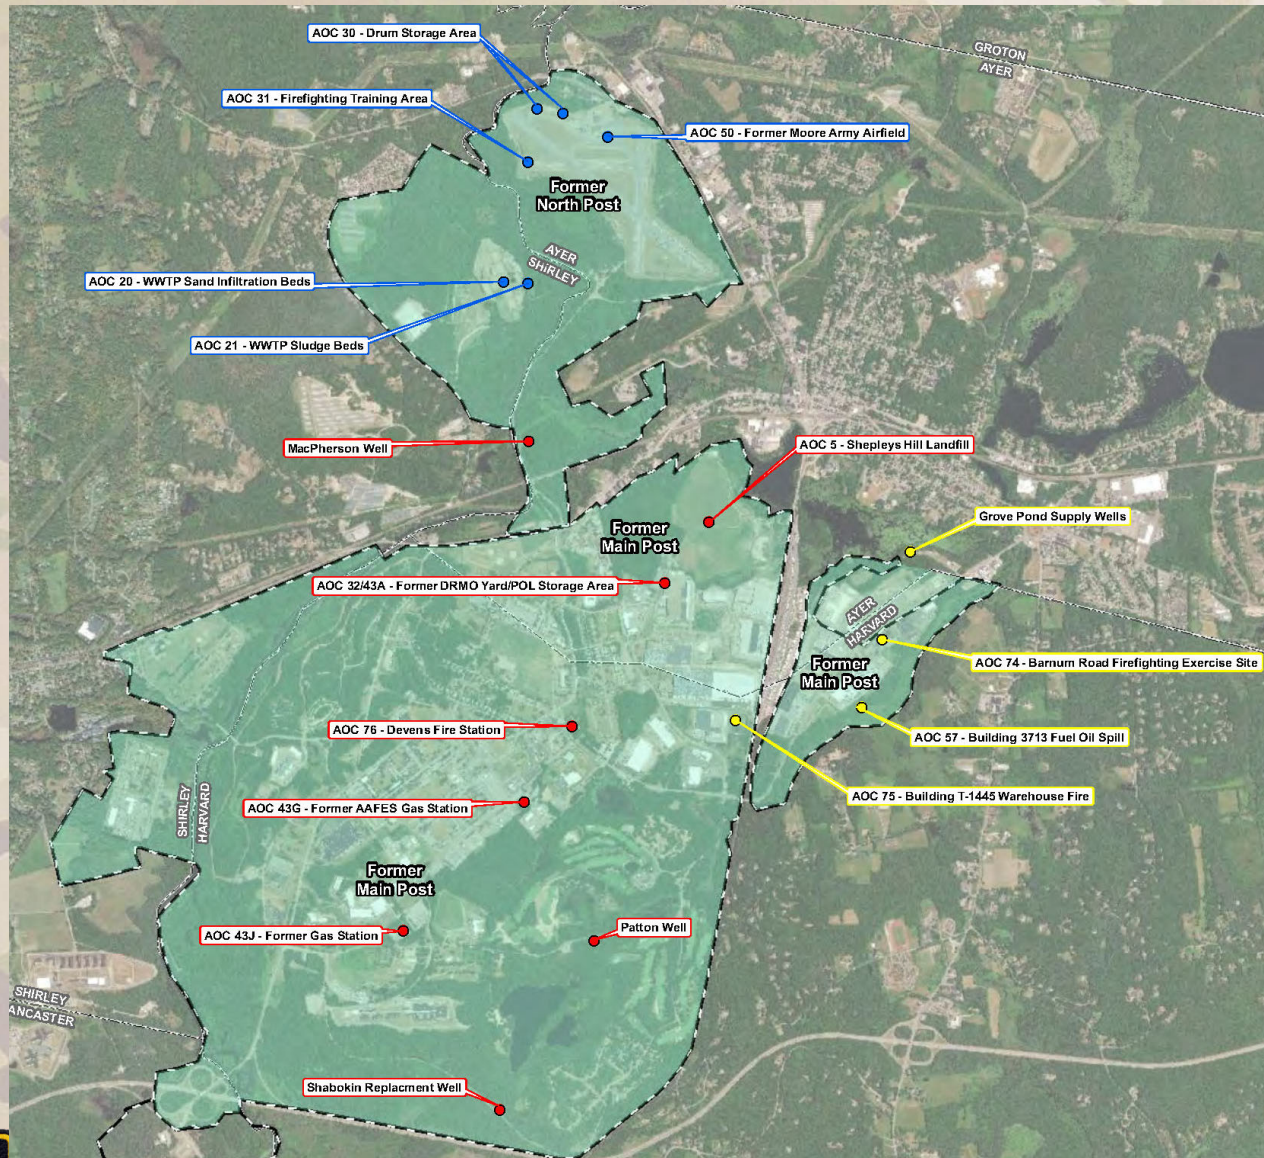 AOC 30 - Drum Storage Area
GROTON
AYER
AOC 31 - Firefighting Training Area
AOC 50 - Former Moore Army Airfield
Former
North Post
AYER
SHIRLEY
AOC 20 - WWTP Sand Infiltration Beds
AOC 21 - WWTP Sludge Beds
MacPherson Well
AOC 5 - Shepleys Hill Landfill
Grove Pond Supply Wells
Former
Main Post
AOC 32/43A - Former DRMO Yard/POL Storage Area
AYER
HARVARD
AOC 74 - Barnum Road Firefighting Exercise Site
Former
Main Post
AOC 76 - Devens Fire Station
AOC 57 - Building 3713 Fuel Oil Spill
AOC 75 - Building T-1445 Warehouse Fire
AOC 43G - Former AAFES Gas Station
SHIRLEY
HARVARD
Former
Main Post
AOC 43J - Former Gas Station
Patton Well
SHIRLEY
ANCASTER
Shabokin Replacment Well